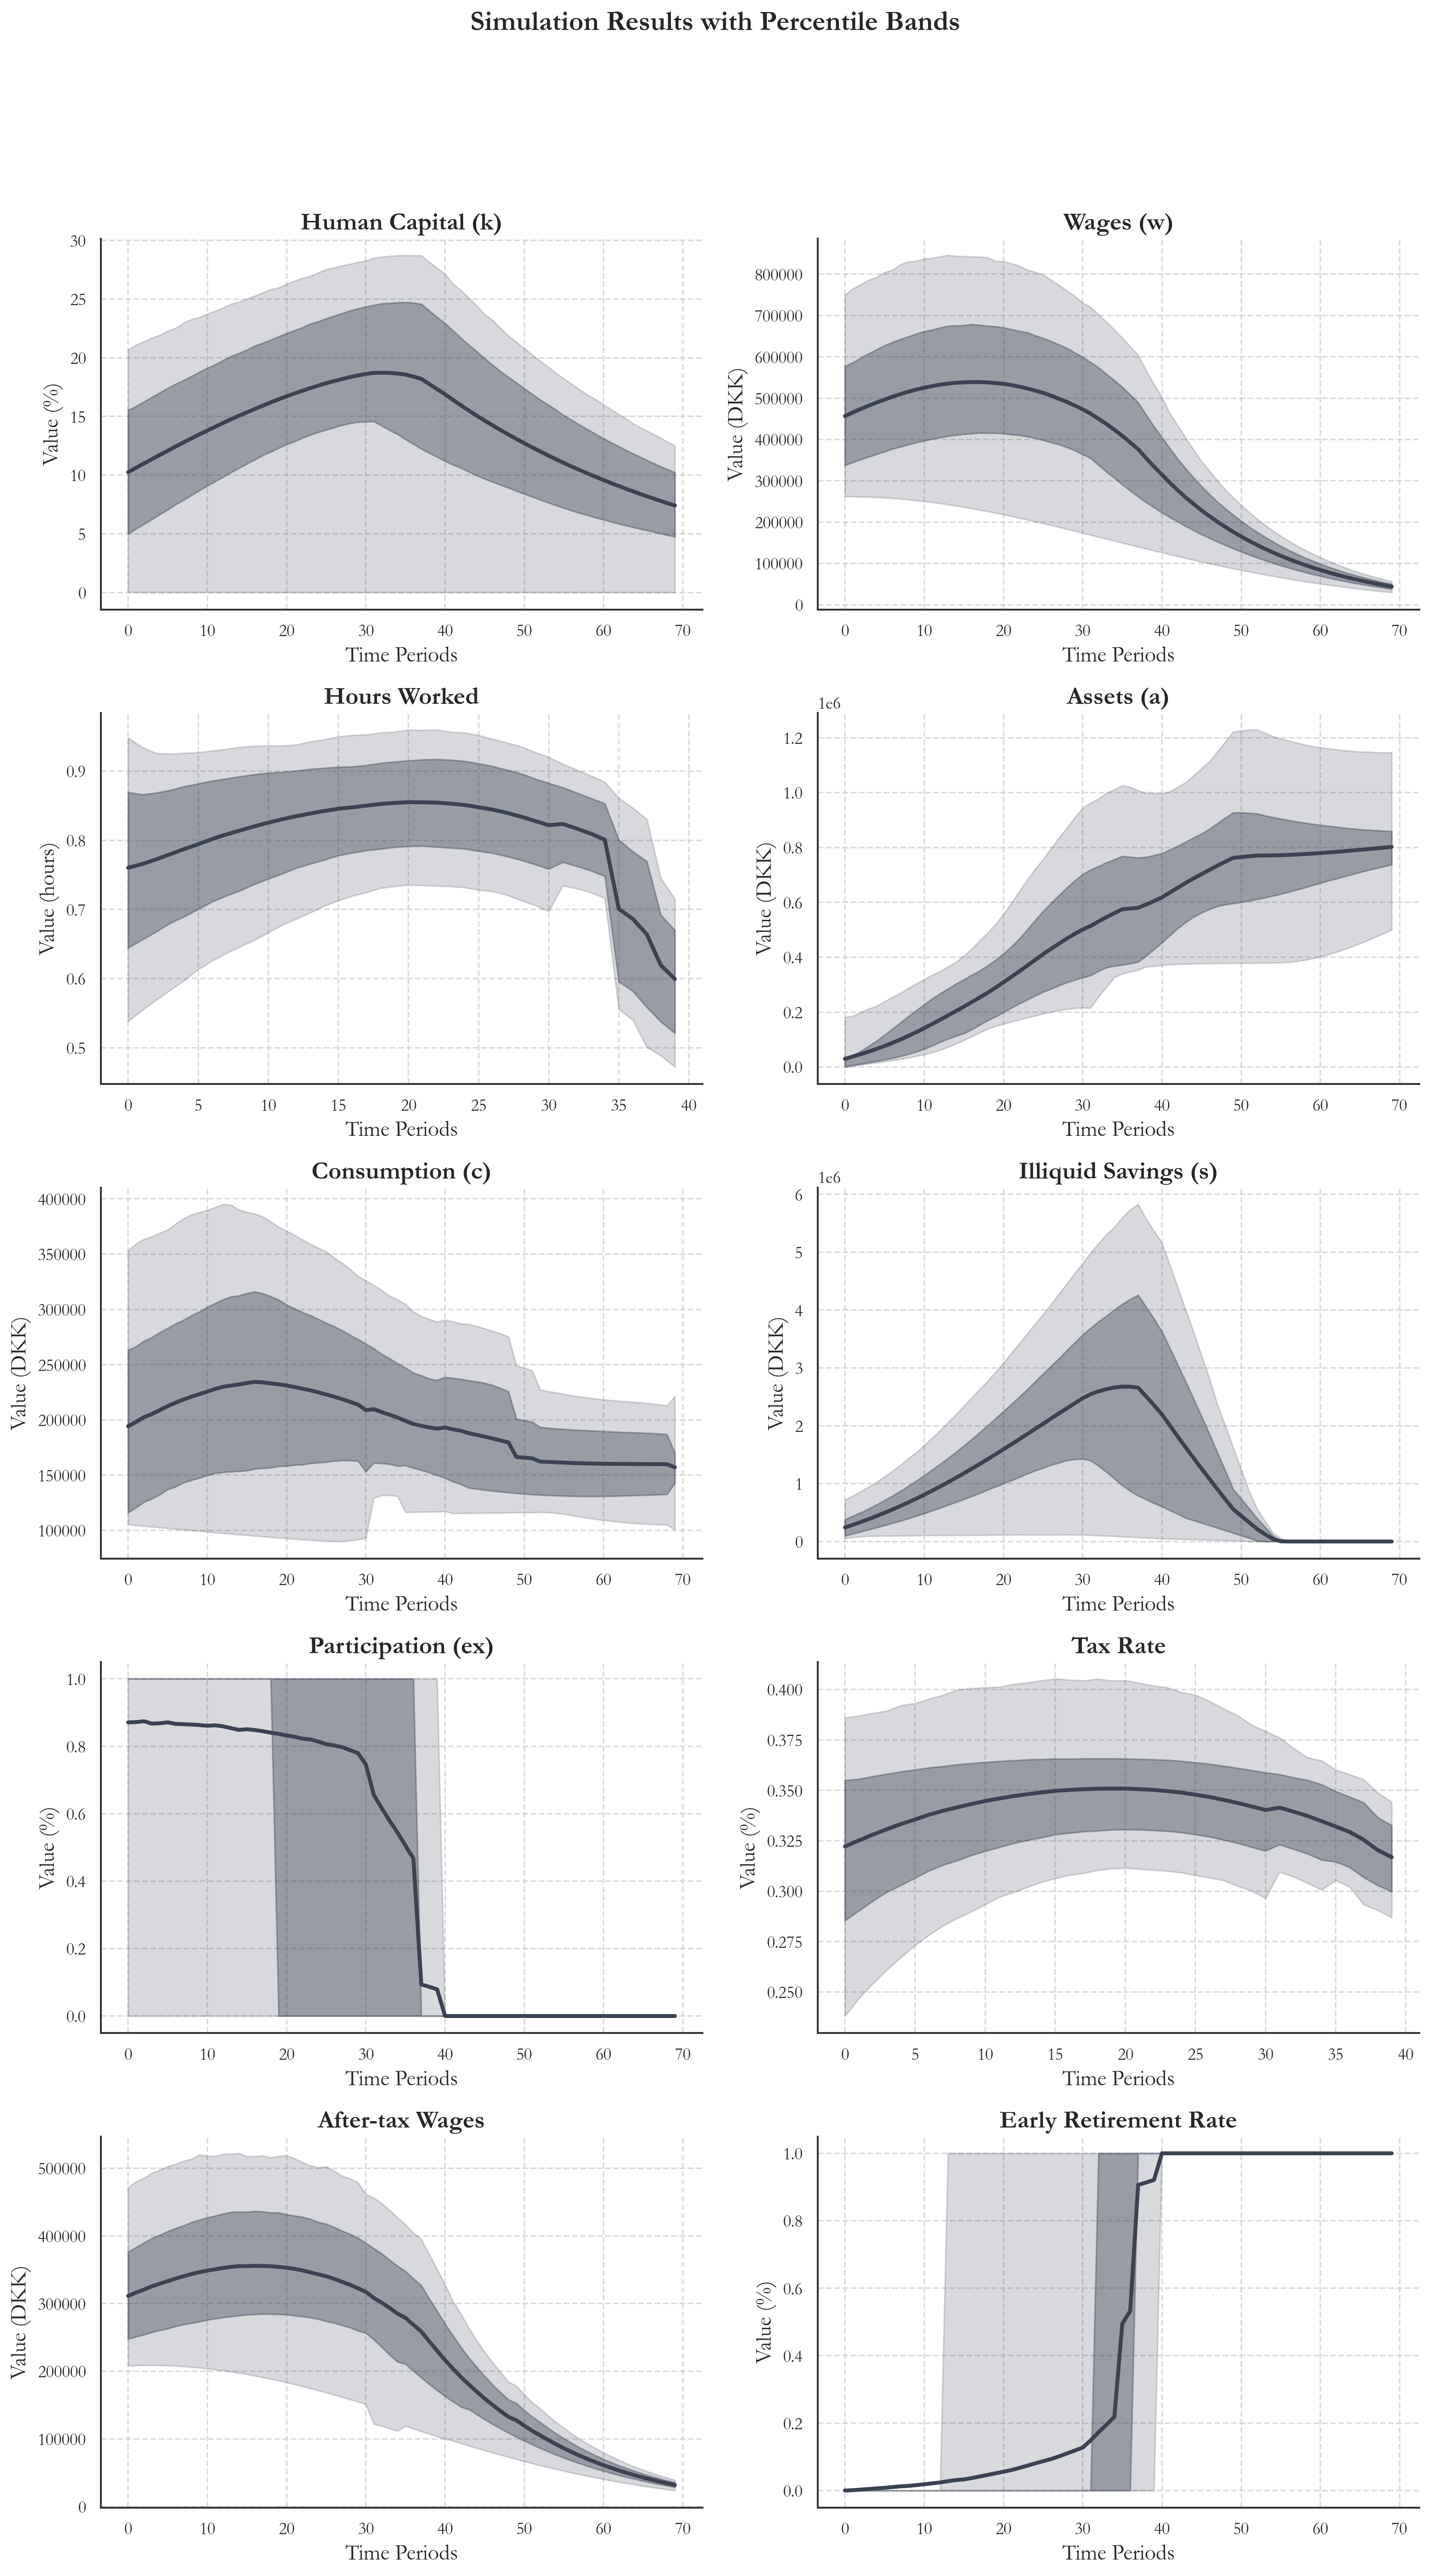 Simulation Results with Percentile Bands
Human Capital (k)
Value (%)
30
25
20
15
10
5
0
0 10 20 30 40 50 60 70
Time Periods
Wages (w)
Value (DKK)
800000
700000
600000
500000
400000
300000
200000
100000
0
0 10 20 30 40 50 60 70
Time Periods
Hours Worked
Value (hours)
0.9
0.8
0.7
0.6
0.5
0 5 10 15 20 25 30 35 40
Time Periods
Assets (a)
1e6
Value (DKK)
1.2
1.0
0.8
0.6
0.4
0.2
0.0
0 10 20 30 40 50 60 70
Time Periods
Consumption (c)
Value (DKK)
400000
350000
300000
250000
200000
150000
100000
0 10 20 30 40 50 60 70
Time Periods
Illiquid Savings (s)
1e6
Value (DKK)
6
5
4
3
2
1
0
0 10 20 30 40 50 60 70
Time Periods
Participation (ex)
Value (%)
1.0
0.8
0.6
0.4
0.2
0.0
0 10 20 30 40 50 60 70
Time Periods
Tax Rate
Value (%)
0.400
0.375
0.350
0.325
0.300
0.275
0.250
0 5 10 15 20 25 30 35 40
Time Periods
After-tax Wages
Value (DKK)
500000
400000
300000
200000
100000
0
0 10 20 30 40 50 60 70
Time Periods
Early Retirement Rate
Value (%)
1.0
0.8
0.6
0.4
0.2
0.0
0 10 20 30 40 50 60 70
Time Periods